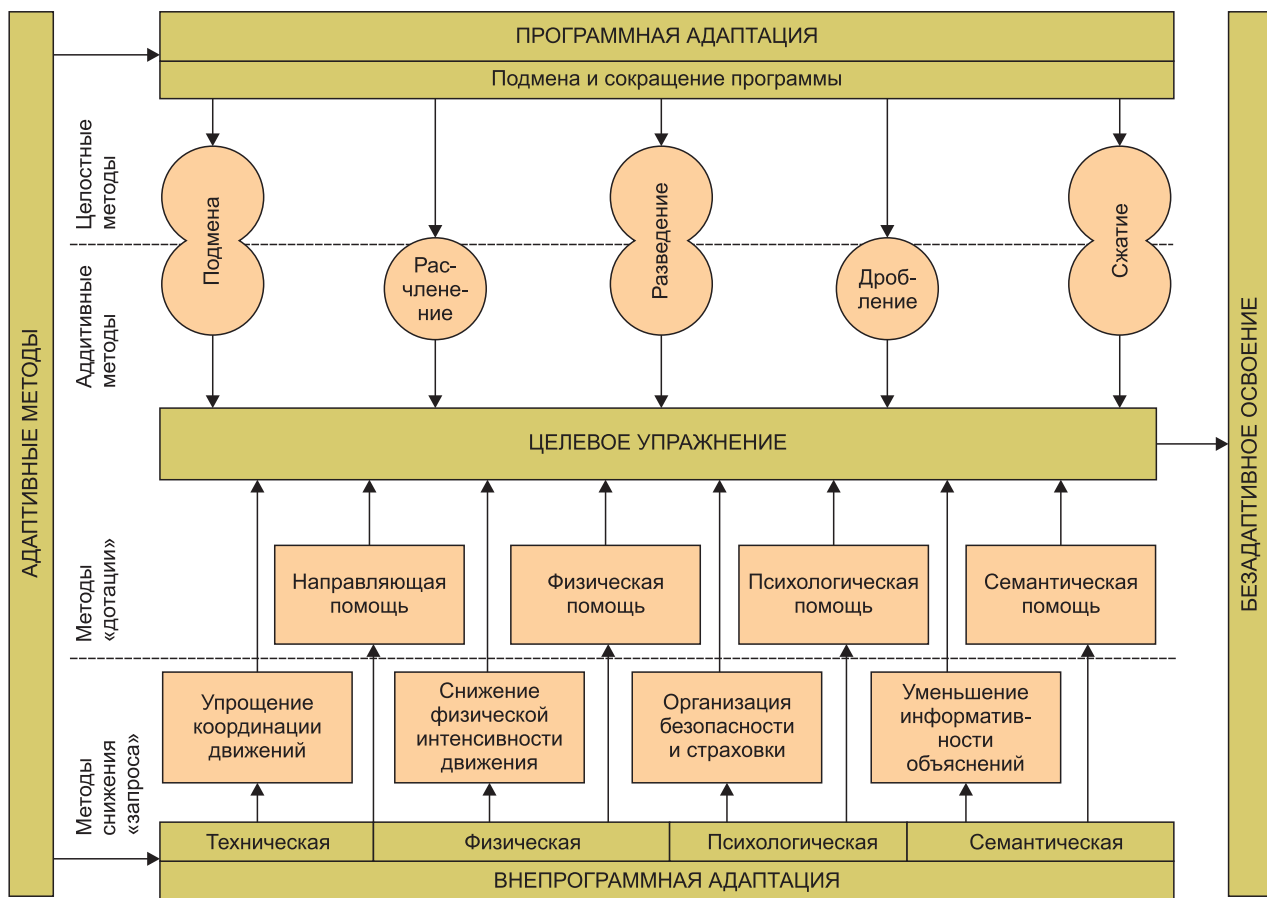 ПРОГРАММНАЯ АДАПТАЦИЯ
Подмена и сокращение программы
АДАПТИВНЫЕ МЕТОДЫ
БЕЗАДАПТИВНОЕ ОСВОЕНИЕ
Цепостные
методы
Аддитивные
методы
Подмена
Рас-
членe-
ние
Разведение
Дроб-
ление
Сжатие
ЦЕЛЕВОЕ УПРАЖНЕНИЕ
Методы
«дотации»
Направляющая
помощь
Физическая
помощь
Психологическая
помощь
Семантическая
помощь
Методы
снижения
«запроса»
Упрощение
координации
движений
Снижение
физической
интенсивности
движения
Организация
безопасности
и страховки
Уменьшение
информатив-
ности
объяснений
Техническая
Физическая
Психологическая
Семантическая
ВНЕПРОГРАММНАЯ АДАПТАЦИЯ